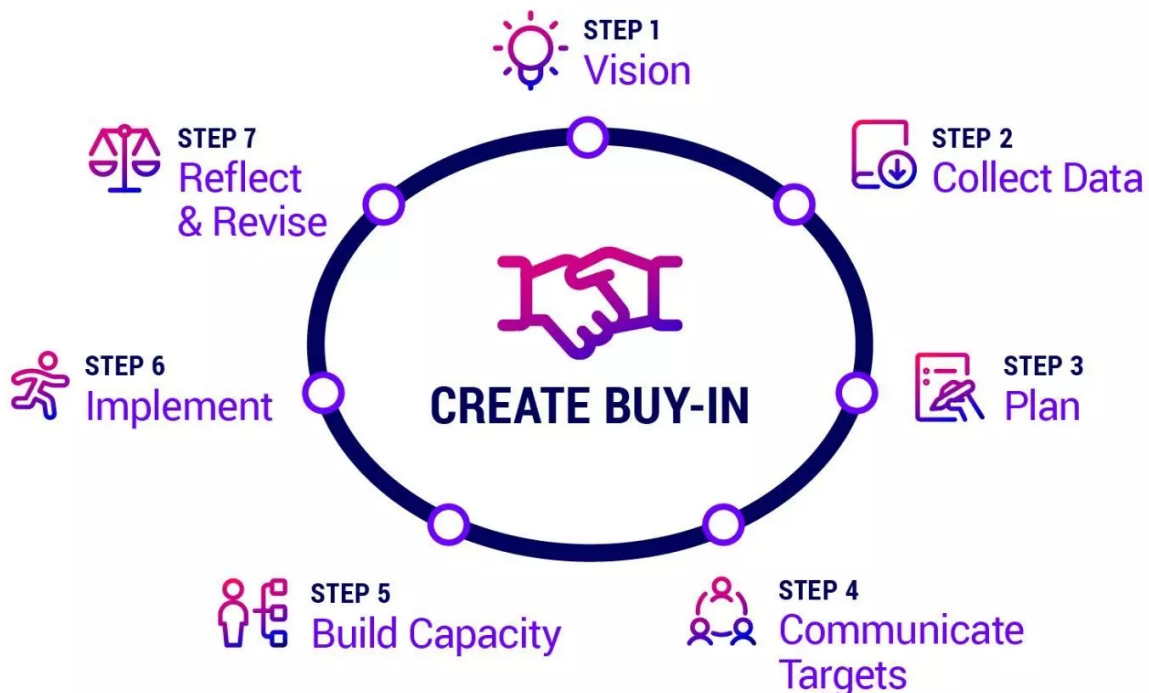 STEP 1
Vision
STEP 2
Collect Data
STEP 3
Plan
STEP 4
Communicate
Targets
STEP 5
Build Capacity
STEP 6
Implement
STEP 7
Reflect
& Revise
CREATE BUY-IN